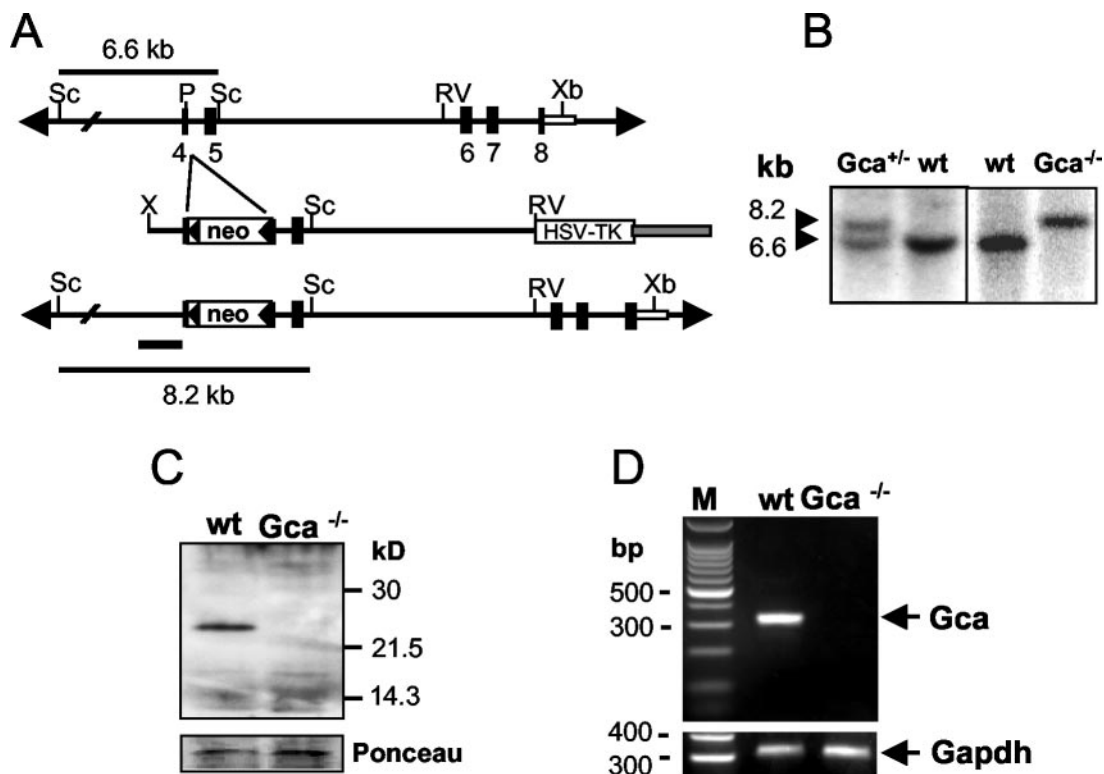 A
6.6 kb
Sc P Sc RV Xb
4 5 6 7 8
X Sc RV
neo HSV-TK
Sc Sc RV Xb
neo
8.2 kb
B
kb Gca+/- wt wt Gca-/-
8.2
6.6
C
wt Gca -/-
kD
30
21.5
14.3
Ponceau
D
M wt Gca -/-
bp
500 -
300 -
Gca
400 -
300 -
Gapdh